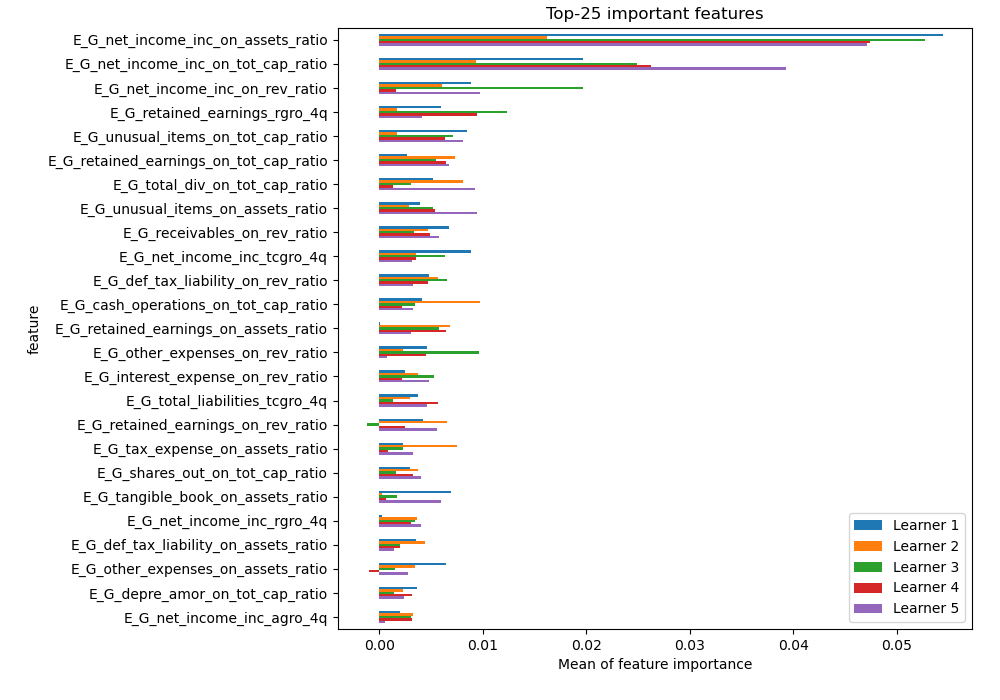 Top-25 important features
E_G_net_income_inc_on_assets_ratio
E_G_net_income_inc_on_tot_cap_ratio
E_G_net_income_inc_on_rev_ratio
E_G_retained_earnings_rgro_4q
E_G_unusual_items_on_tot_cap_ratio
E_G_retained_earnings_on_tot_cap_ratio
E_G_total_div_on_tot_cap_ratio
E_G_unusual_items_on_assets_ratio
E_G_receivables_on_rev_ratio
E_G_net_income_inc_tcgro_4q
E_G_def_tax_liability_on_rev_ratio
E_G_cash_operations_on_tot_cap_ratio
E_G_retained_earnings_on_assets_ratio
E_G_other_expenses_on_rev_ratio
E_G_interest_expense_on_rev_ratio
E_G_total_liabilities_tcgro_4q
E_G_retained_earnings_on_rev_ratio
E_G_tax_expense_on_assets_ratio
E_G_shares_out_on_tot_cap_ratio
E_G_tangible_book_on_assets_ratio
E_G_net_income_inc_rgro_4q
E_G_def_tax_liability_on_assets_ratio
E_G_other_expenses_on_assets_ratio
E_G_depre_amor_on_tot_cap_ratio
E_G_net_income_inc_agro_4q
feature
Learner 1
Learner 2
Learner 3
Learner 4
Learner 5
0.00 0.01 0.02 0.03 0.04 0.05
Mean of feature importance